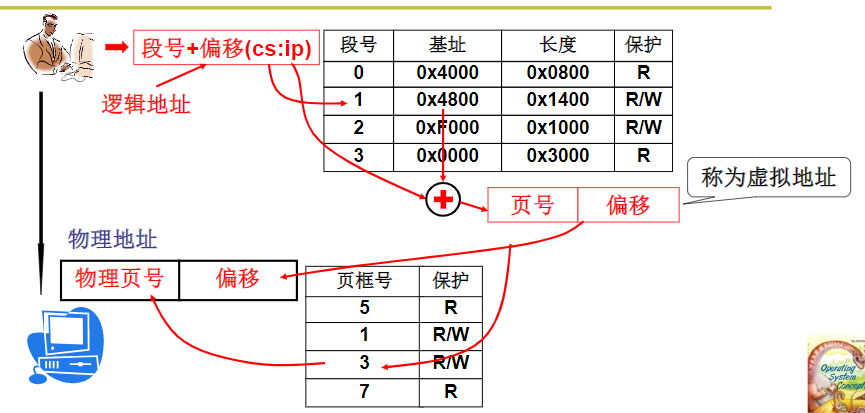 段号+偏移(cs:ip)
逻辑地址
段号 基址 长度 保护
0 0x4000 0x0800 R
1 0x4800 0x1400 R/W
2 0xF000 0x1000 R/W
3 0x0000 0x3000 R
称为虚拟地址
页号 偏移
物理地址
物理页号 偏移
页框号 保护
5 R
1 R/W
3 R/W
7 R
Operating
System
Concepts